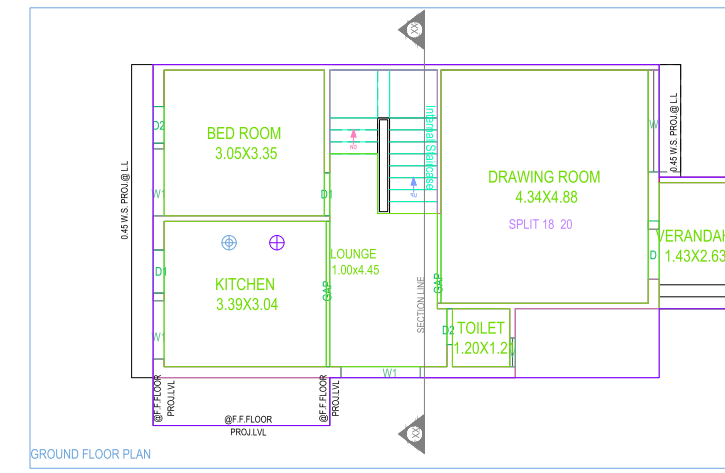 XX
0.45 W.S. PROJ.@ L.L
D2
BED ROOM
3.05X3.35
W1
D1
Internal Staircase
UP
DRAWING ROOM
4.34X4.88
SPLIT 18  20
W
0.45 W.S. PROJ.@ L.L
VERANDAH
1.43X2.63
D
D1
KITCHEN
3.39X3.04
GAP
LOUNGE
1.00x4.45
SECTION LINE
GAP
W1
D2
TOILET
1.20X1.20
W1
@F.F.FLOOR
PROJ.LVL
@F.F.FLOOR
PROJ.LVL
@F.F.FLOOR
PROJ.LVL
XX
GROUND FLOOR PLAN